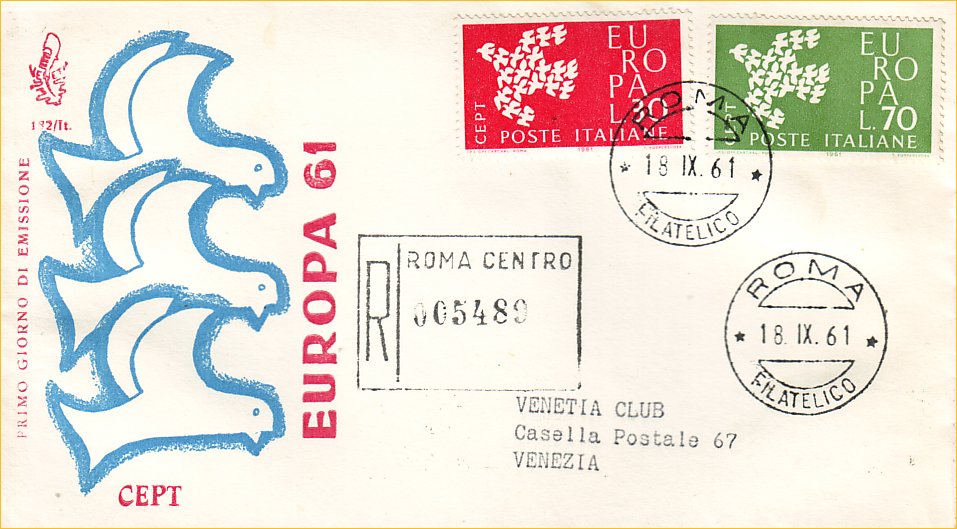 182/It.
PRIMO GIORNO DI EMISSIONE
EUROPA 61
CEPT
EU
RO
PA
L.30
CEPT
POSTE ITALIANE
1961
EU
RO
PA
L.70
POSTE ITALIANE
1961
ROMA
* 18 IX. 61 *
FILATELICO
R
ROMA CENTRO
005489
ROMA
* 18. IX. 61 *
FILATELICO
VENETIA CLUB
Casella Postale 67
VENEZIA